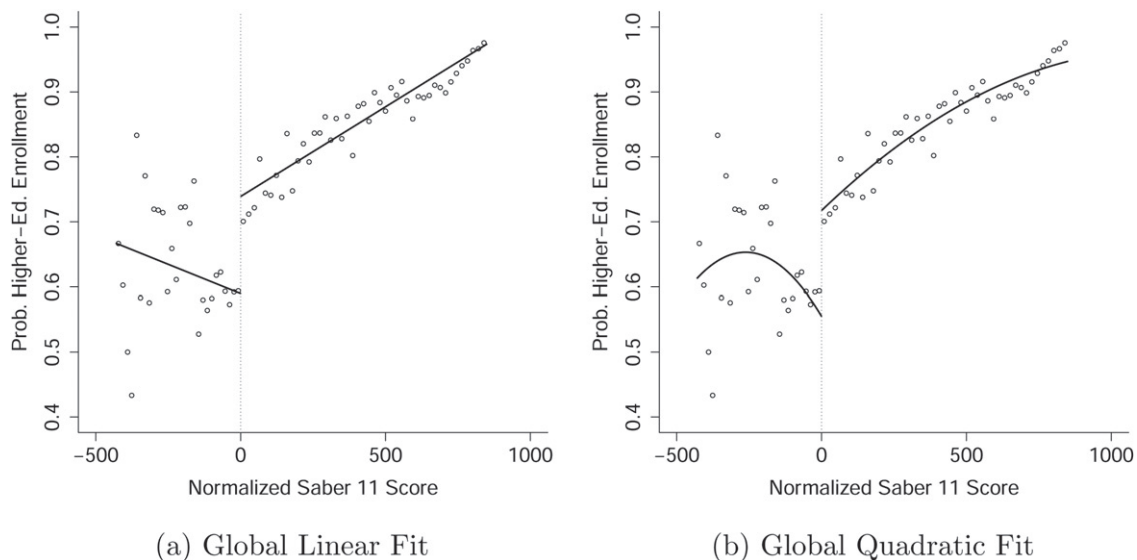 Prob. Higher−Ed. Enrollment
1.0
0.9
0.8
0.7
0.6
0.5
0.4
−500 0 500 1000
Normalized Saber 11 Score
(a) Global Linear Fit
Prob. Higher−Ed. Enrollment
1.0
0.9
0.8
0.7
0.6
0.5
0.4
−500 0 500 1000
Normalized Saber 11 Score
(b) Global Quadratic Fit